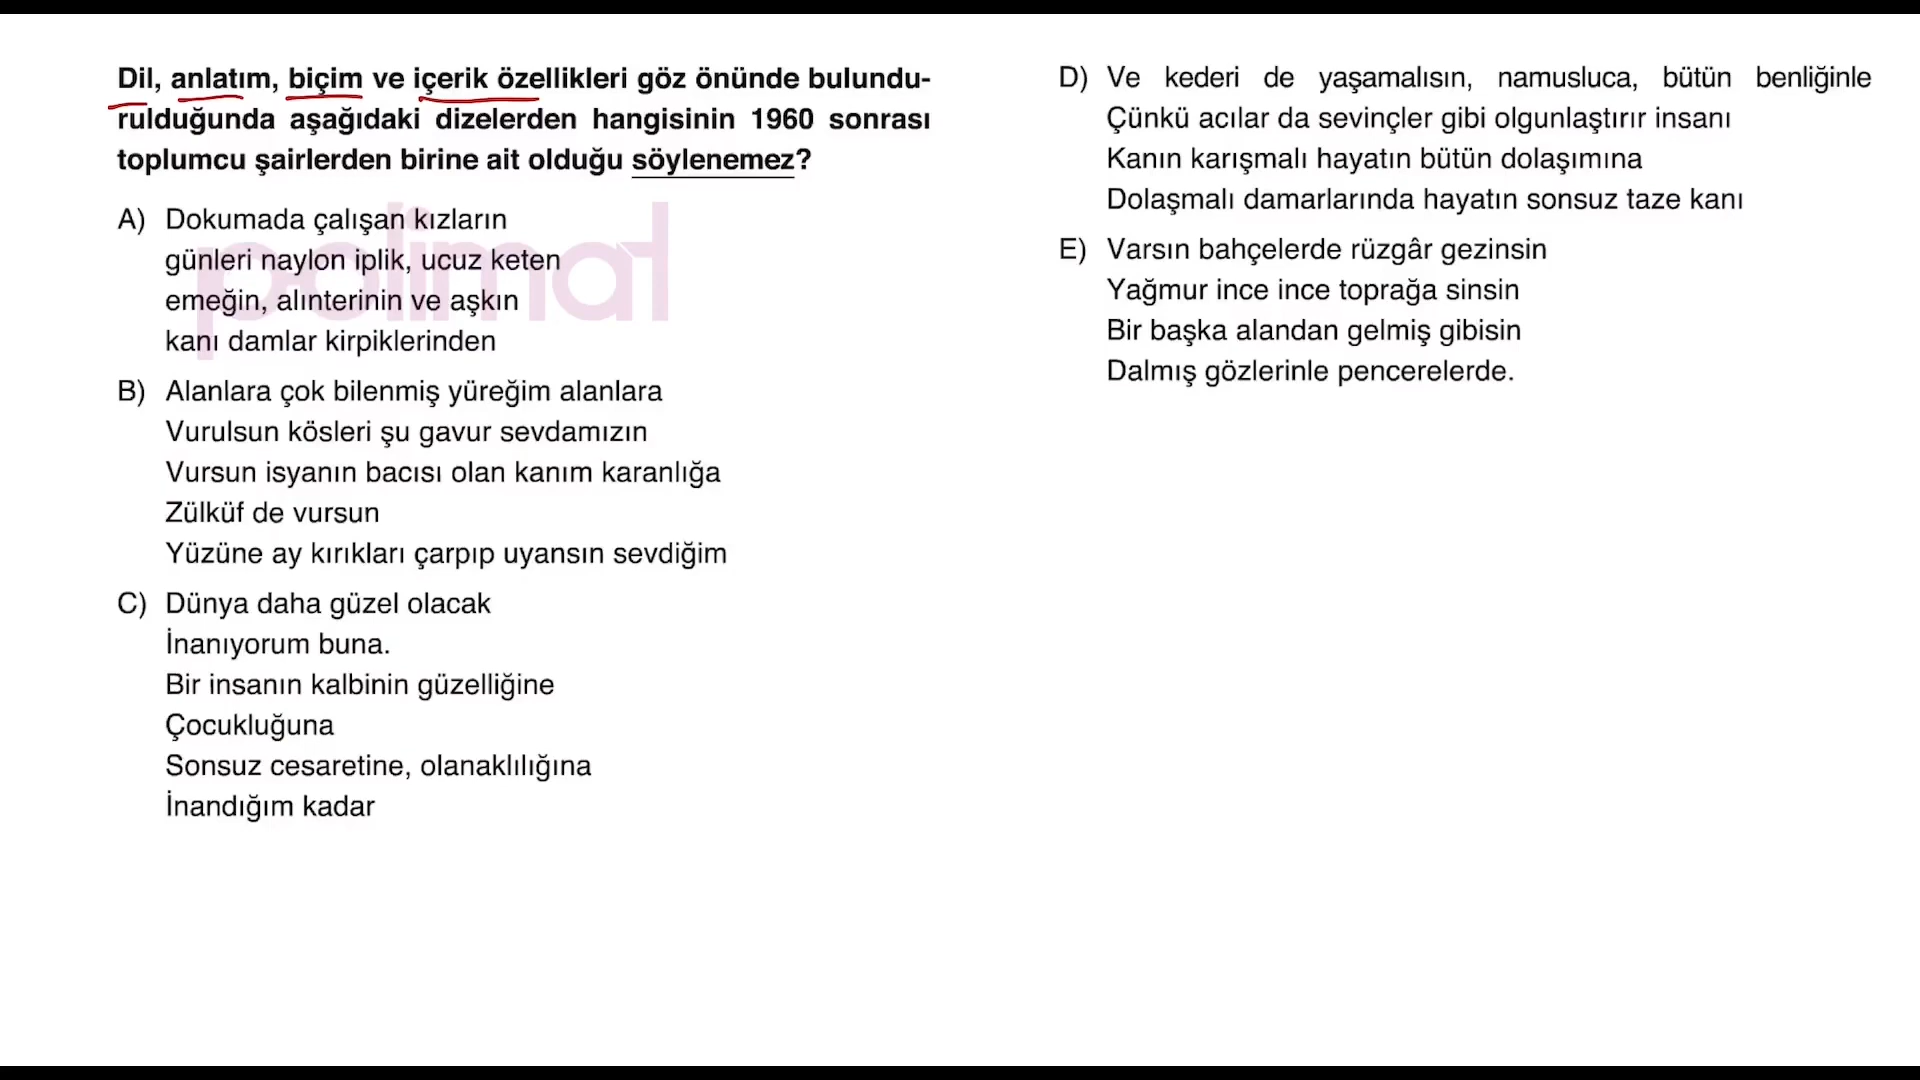 Dil, anlatım, biçim ve içerik özellikleri göz önünde bulundu-
rulduğunda aşağıdaki dizelerden hangisinin 1960 sonrası
toplumcu şairlerden birine ait olduğu söylenemez?
A) Dokumada çalışan kızların
günleri naylon iplik, ucuz keten
emeğin, alınterinin ve aşkın
kanı damlar kirpiklerinden
B) Alanlara çok bilenmiş yüreğim alanlara
Vurulsun kösleri şu gavur sevdamızın
Vursun isyanın bacısı olan kanım karanlığa
Zülküf de vursun
Yüzüne ay kırıkları çarpıp uyansın sevdiğim
C) Dünya daha güzel olacak
İnanıyorum buna.
Bir insanın kalbinin güzelliğine
Çocukluğuna
Sonsuz cesaretine, olanaklılığına
İnandığım kadar
D) Ve kederi de yaşamalısın, namusluca, bütün benliğinle
Çünkü acılar da sevinçler gibi olgunlaştırır insanı
Kanın karışmalı hayatın bütün dolaşımına
Dolaşmalı damarlarında hayatın sonsuz taze kanı
E) Varsın bahçelerde rüzgâr gezinsin
Yağmur ince ince toprağa sinsin
Bir başka alandan gelmiş gibisin
Dalmış gözlerinle pencerelerde.
polimat